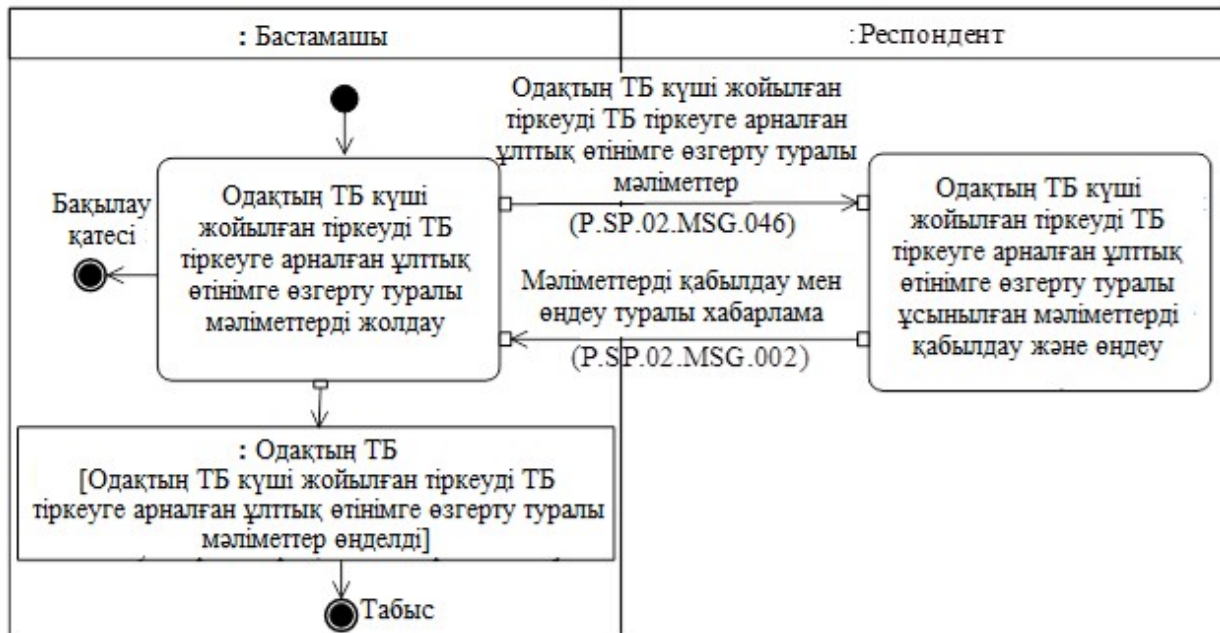 : Бастамашы
:Респондент
Одақтың ТБ күші жойылған
тіркеуді ТБ тіркеуге арналған
ұлттық өтінімге өзгерту туралы
мәліметтер
(P.SP.02.MSG.046)
Бақылау
қатесі
Одақтың ТБ күші
жойылған тіркеуді ТБ
тіркеуге арналған ұлттық
өтінімге өзгерту туралы
мәліметтерді жолдау
Мәліметтерді қабылдау мен
өңдеу туралы хабарлама
(P.SP.02.MSG.002)
Одақтың ТБ күші
жойылған тіркеуді ТБ
тіркеуге арналған ұлттық
өтінімге өзгерту туралы
ұсынылған мәліметтерді
қабылдау және өңдеу
: Одақтың ТБ
[Одақтың ТБ күші жойылған тіркеуді ТБ
тіркеуге арналған ұлттық өтінімге өзгерту туралы
мәліметтер өңделді]
Табыс